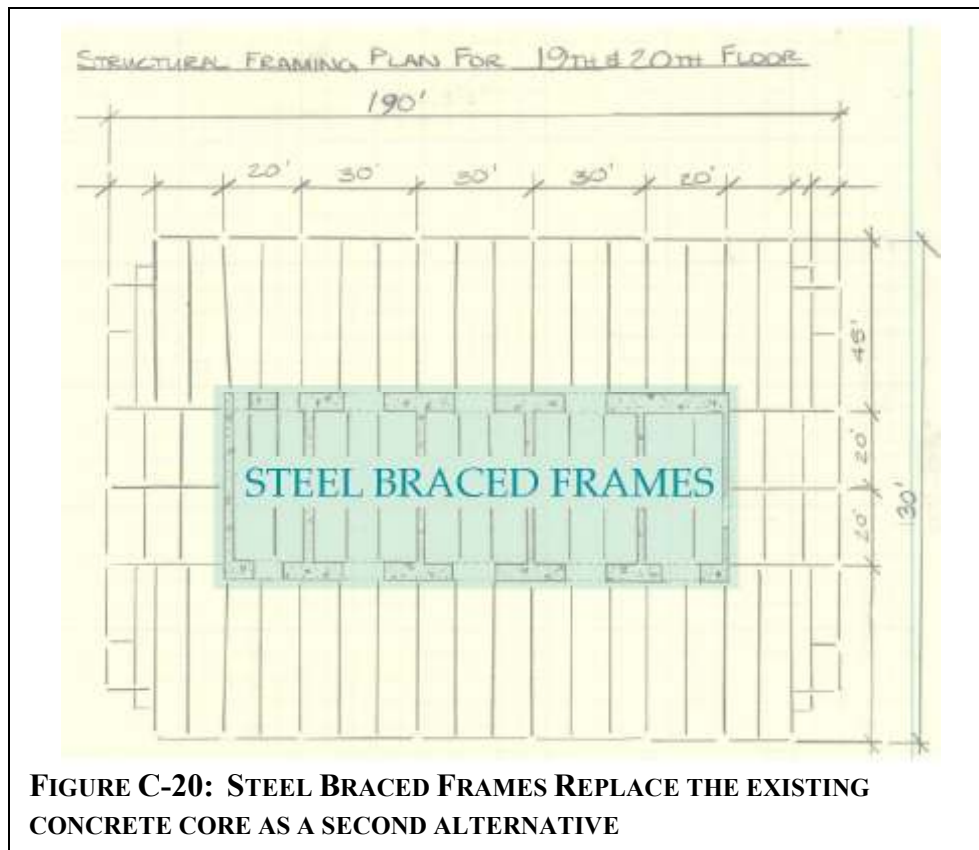 STRUCTURAL FRAMING PLAN FOR 19TH & 20TH FLOOR
190'
20' 30' 30' 30' 20'
45'
20'
130'
20'
STEEL BRACED FRAMES
FIGURE C-20: STEEL BRACED FRAMES REPLACE THE EXISTING
CONCRETE CORE AS A SECOND ALTERNATIVE